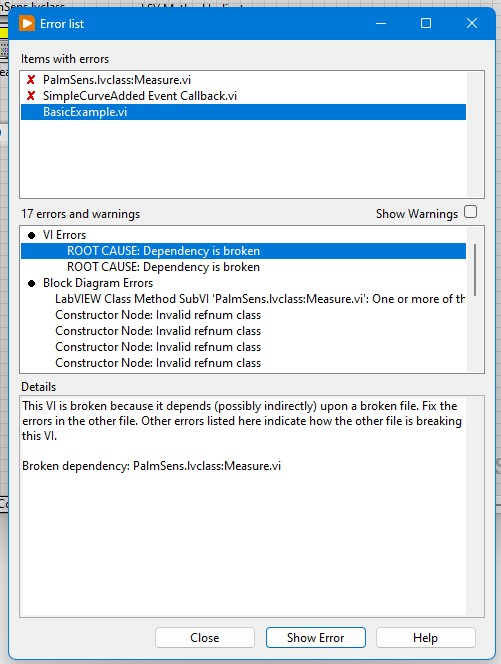 Error list
Items with errors
PalmSens.lvclass:Measure.vi
SimpleCurveAdded Event Callback.vi
BasicExample.vi
17 errors and warnings
Show Warnings
VI Errors
ROOT CAUSE: Dependency is broken
ROOT CAUSE: Dependency is broken
Block Diagram Errors
LabVIEW Class Method SubVI 'PalmSens.lvclass:Measure.vi': One or more of th
Constructor Node: Invalid refnum class
Constructor Node: Invalid refnum class
Constructor Node: Invalid refnum class
Constructor Node: Invalid refnum class
Details
This VI is broken because it depends (possibly indirectly) upon a broken file. Fix the
errors in the other file. Other errors listed here indicate how the other file is breaking
this VI.
Broken dependency: PalmSens.lvclass:Measure.vi
Close
Show Error
Help